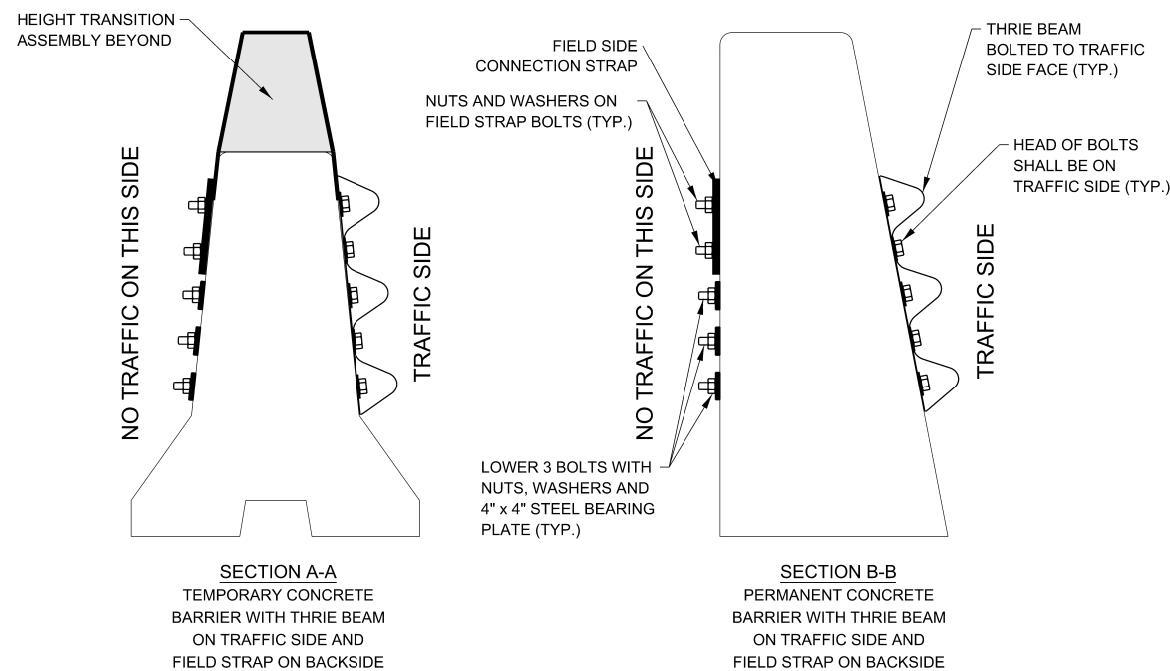 HEIGHT TRANSITION
ASSEMBLY BEYOND
NO TRAFFIC ON THIS SIDE
TRAFFIC SIDE
SECTION A-A
TEMPORARY CONCRETE
BARRIER WITH THRIE BEAM
ON TRAFFIC SIDE AND
FIELD STRAP ON BACKSIDE
FIELD SIDE
CONNECTION STRAP
NUTS AND WASHERS ON
FIELD STRAP BOLTS (TYP.)
NO TRAFFIC ON THIS SIDE
LOWER 3 BOLTS WITH
NUTS, WASHERS AND
4" x 4" STEEL BEARING
PLATE (TYP.)
THRIE BEAM
BOLTED TO TRAFFIC
SIDE FACE (TYP.)
HEAD OF BOLTS
SHALL BE ON
TRAFFIC SIDE (TYP.)
TRAFFIC SIDE
SECTION B-B
PERMANENT CONCRETE
BARRIER WITH THRIE BEAM
ON TRAFFIC SIDE AND
FIELD STRAP ON BACKSIDE